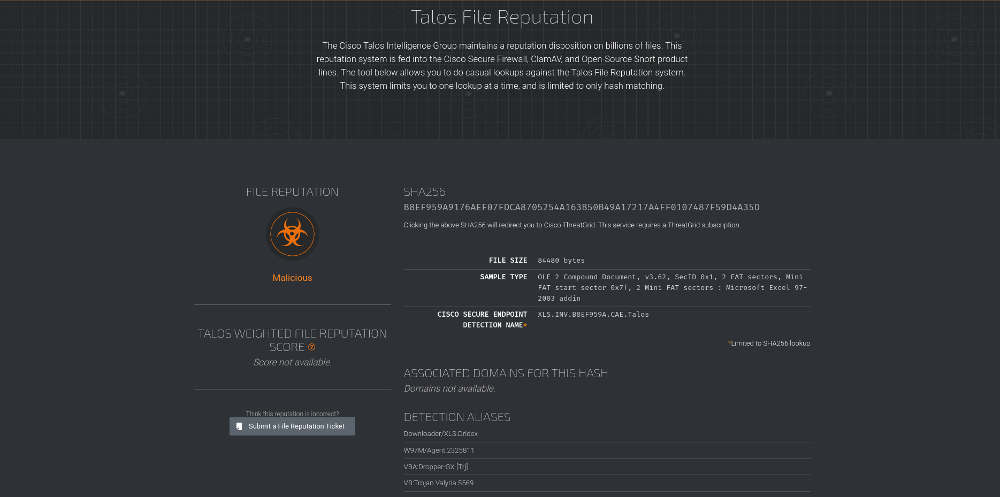 Talos File Reputation
The Cisco Talos Intelligence Group maintains a reputation disposition on billions of files. This
reputation system is fed into the Cisco Secure Firewall, ClamAV, and Open-Source Snort product
lines. The tool below allows you to do casual lookups against the Talos File Reputation system.
This system limits you to one lookup at a time, and is limited to only hash matching.
FILE REPUTATION
Malicious
TALOS WEIGHTED FILE REPUTATION
SCORE
Score not available.
Think this reputation is incorrect?
Submit a File Reputation Ticket
SHA256
B8EF959A9176AEF07FDCA8705254A163B50B49A17217A4FF0107487F59D4A35D
Clicking the above SHA256 will redirect you to Cisco ThreatGrid. This service requires a ThreatGrid subscription.
FILE SIZE 84480 bytes
SAMPLE TYPE OLE 2 Compound Document, v3.62, SecID 0x1, 2 FAT sectors, Mini
FAT start sector 0x7f, 2 Mini FAT sectors : Microsoft Excel 97-
2003 addin
CISCO SECURE ENDPOINT XLS.INV.B8EF959A.CAE.Talos
DETECTION NAME*
*Limited to SHA256 lookup
ASSOCIATED DOMAINS FOR THIS HASH
Domains not available.
DETECTION ALIASES
Downloader/XLS.Dridex
W97M/Agent.2325811
VBA:Dropper-GX [Trj]
VB:Trojan.Valyria.5569